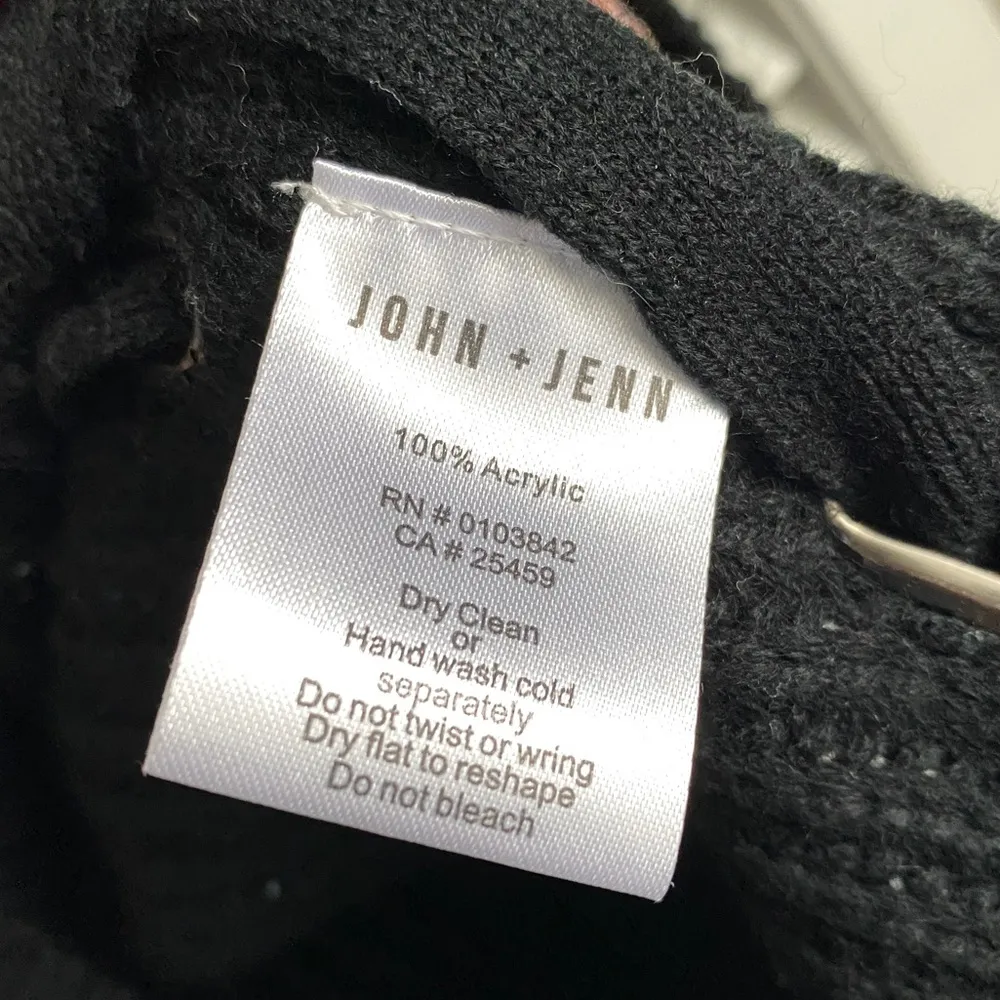 JOHN + JENN
100% Acrylic
RN # 0103842
CA # 25459
Dry Clean
or
Hand wash cold
separately
Do not twist or wring
Dry flat to reshape
Do not bleach